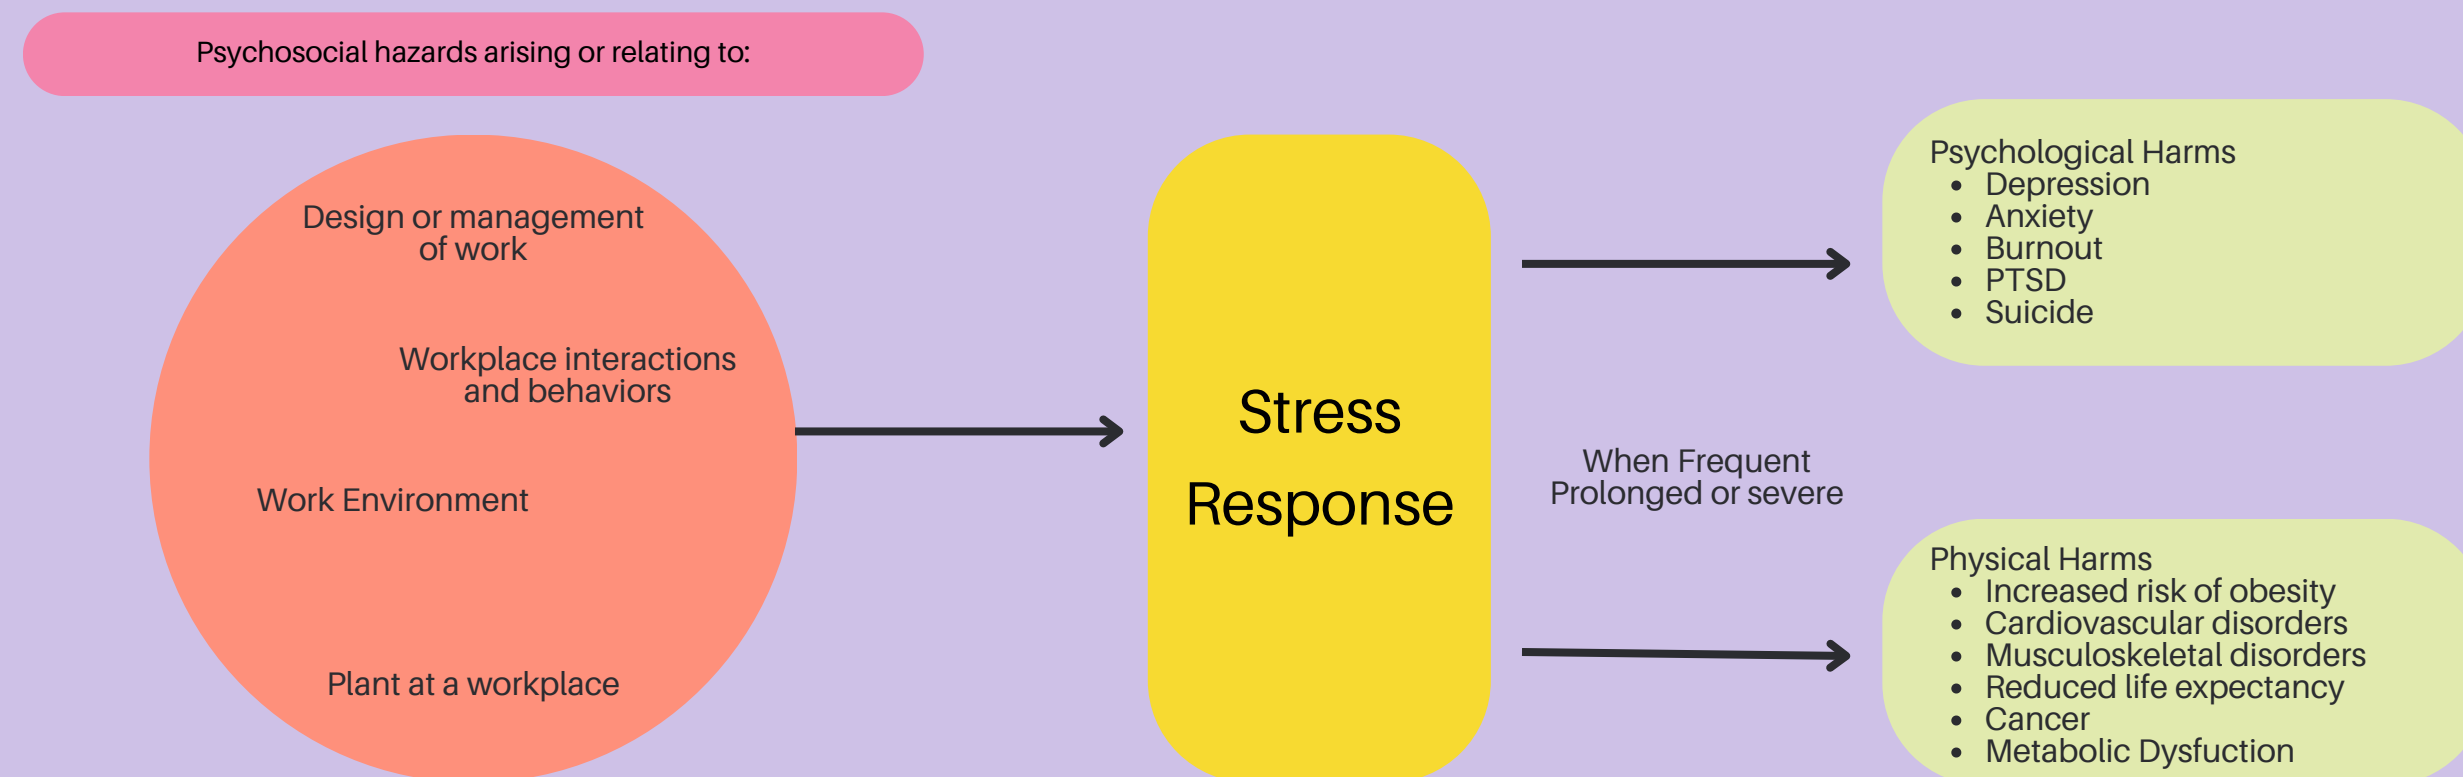 Psychosocial hazards arising or relating to:
Design or management
of work
Workplace interactions
and behaviors
Work Environment
Plant at a workplace
Stress
Response
When Frequent
Prolonged or severe
Psychological Harms
• Depression
• Anxiety
• Burnout
• PTSD
• Suicide
Physical Harms
• Increased risk of obesity
• Cardiovascular disorders
• Musculoskeletal disorders
• Reduced life expectancy
• Cancer
• Metabolic Dysfuction